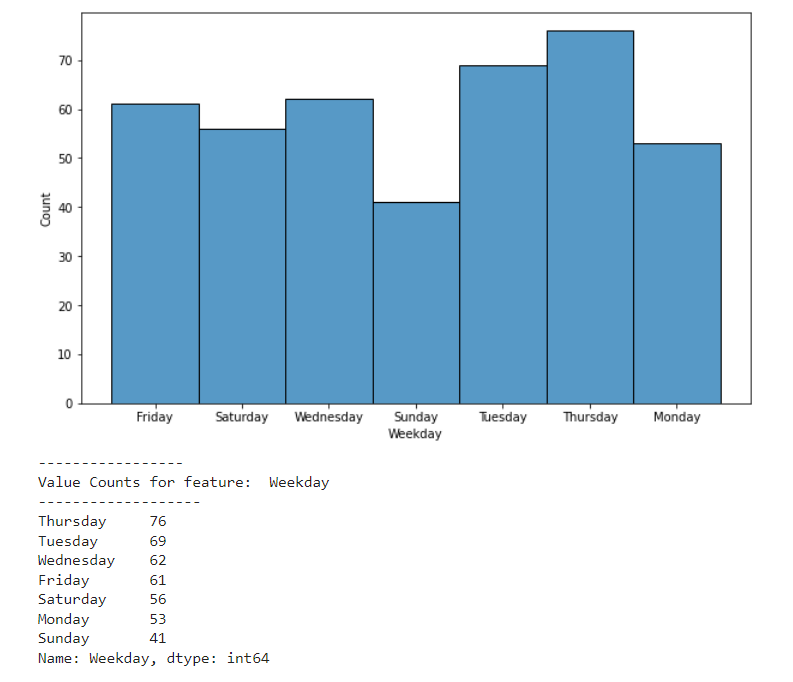 70
60
50
40
30
20
10
0
Count
Friday Saturday Wednesday Sunday Tuesday Thursday Monday
Weekday
-----------------
Value Counts for feature:  Weekday
-------------------
Thursday     76
Tuesday      69
Wednesday    62
Friday       61
Saturday     56
Monday       53
Sunday       41
Name: Weekday, dtype: int64